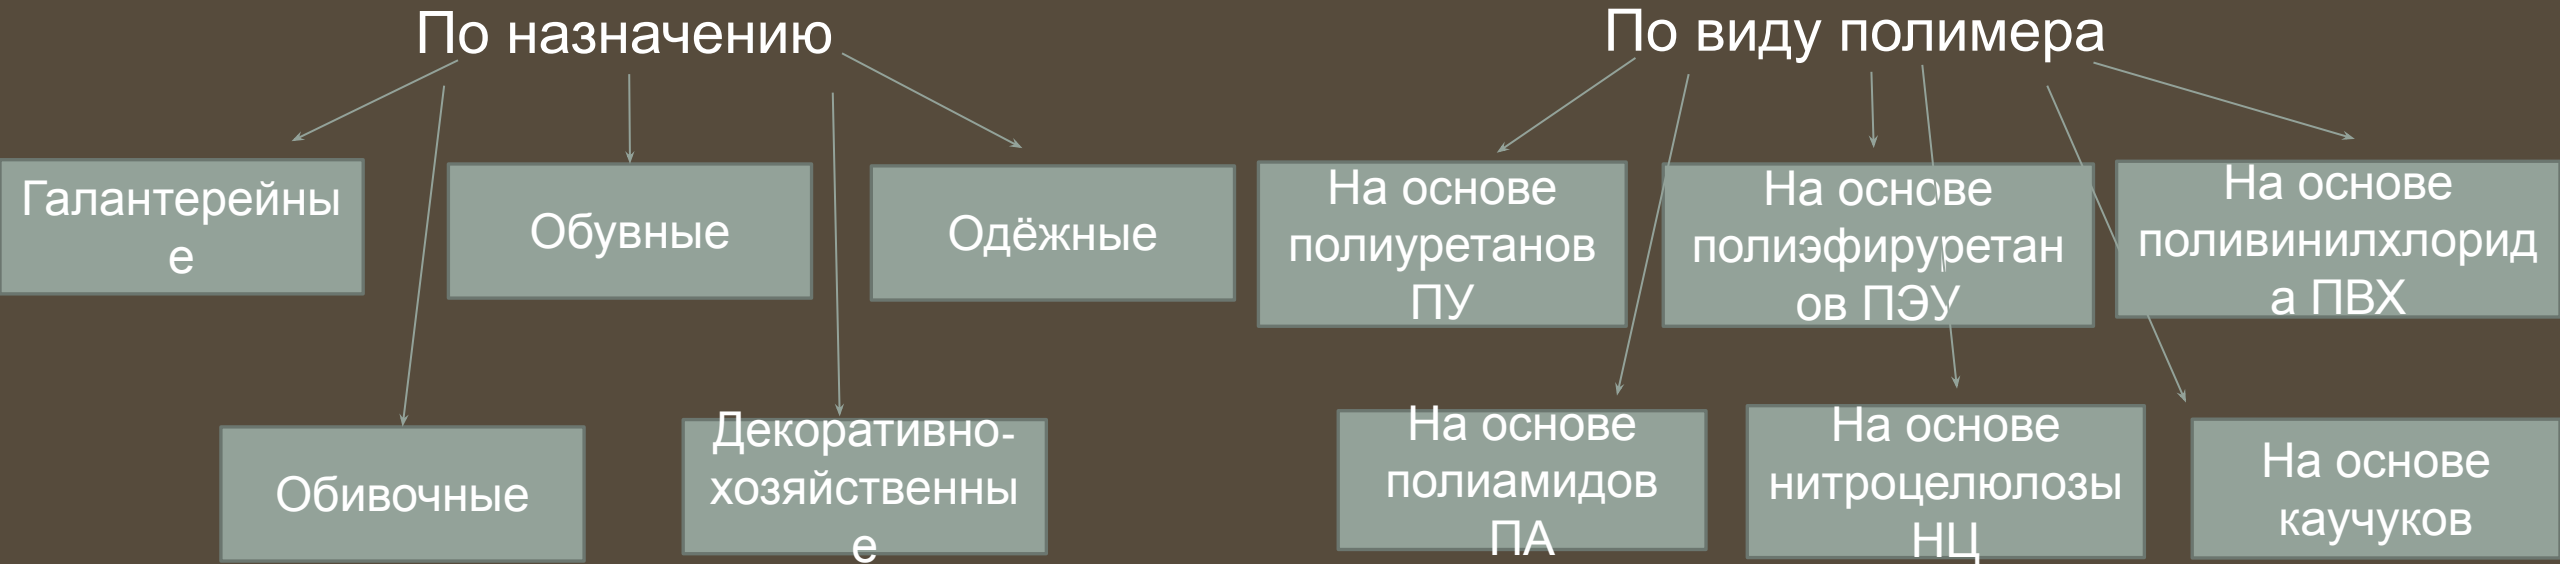 По назначению
Галантерейны
е
Обувные
Одёжные
Обивочные
Декоративно-
хозяйственны
е
По виду полимера
На основе
полиуретанов
ПУ
На основе
полиэфируретан
ов ПЭУ
На основе
поливинилхлорид
а ПВХ
На основе
полиамидов
ПА
На основе
нитроцелюлозы
НЦ
На основе
каучуков